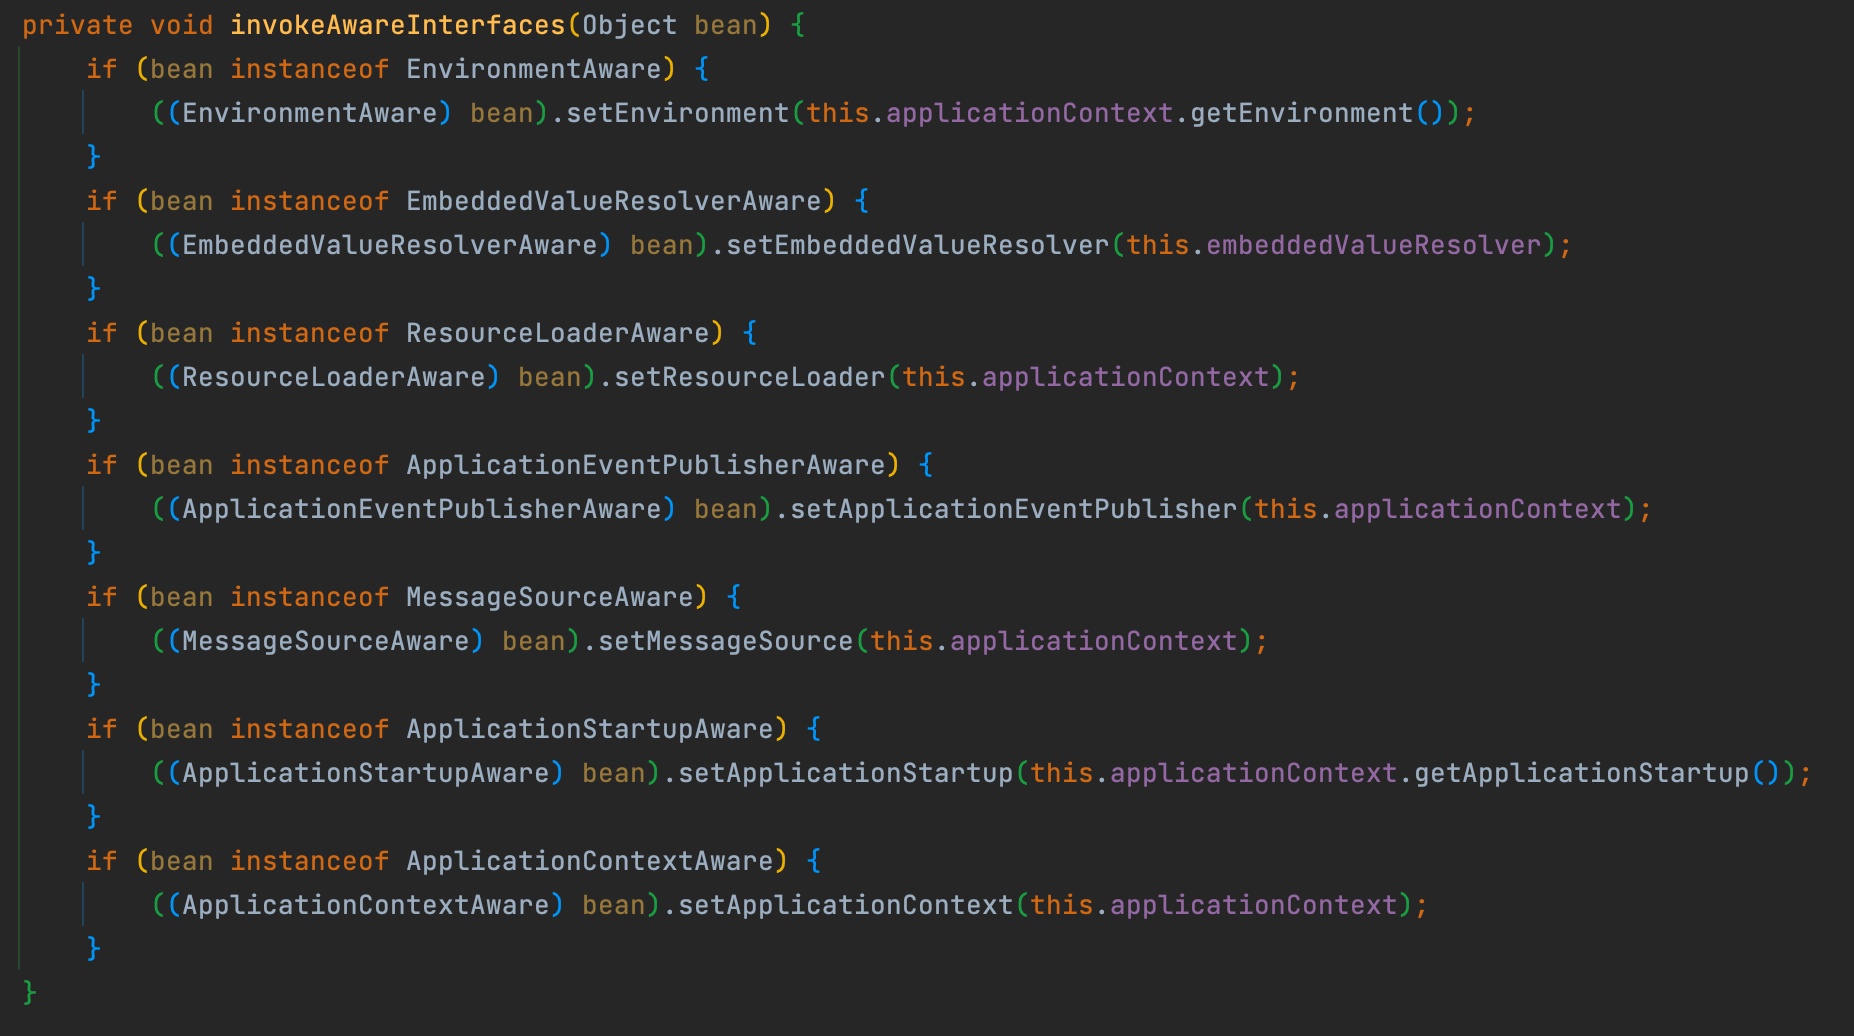 private void invokeAwareInterfaces(Object bean) {
    if (bean instanceof EnvironmentAware) {
        ((EnvironmentAware) bean).setEnvironment(this.applicationContext.getEnvironment());
    }
    if (bean instanceof EmbeddedValueResolverAware) {
        ((EmbeddedValueResolverAware) bean).setEmbeddedValueResolver(this.embeddedValueResolver);
    }
    if (bean instanceof ResourceLoaderAware) {
        ((ResourceLoaderAware) bean).setResourceLoader(this.applicationContext);
    }
    if (bean instanceof ApplicationEventPublisherAware) {
        ((ApplicationEventPublisherAware) bean).setApplicationEventPublisher(this.applicationContext);
    }
    if (bean instanceof MessageSourceAware) {
        ((MessageSourceAware) bean).setMessageSource(this.applicationContext);
    }
    if (bean instanceof ApplicationStartupAware) {
        ((ApplicationStartupAware) bean).setApplicationStartup(this.applicationContext.getApplicationStartup());
    }
    if (bean instanceof ApplicationContextAware) {
        ((ApplicationContextAware) bean).setApplicationContext(this.applicationContext);
    }
}